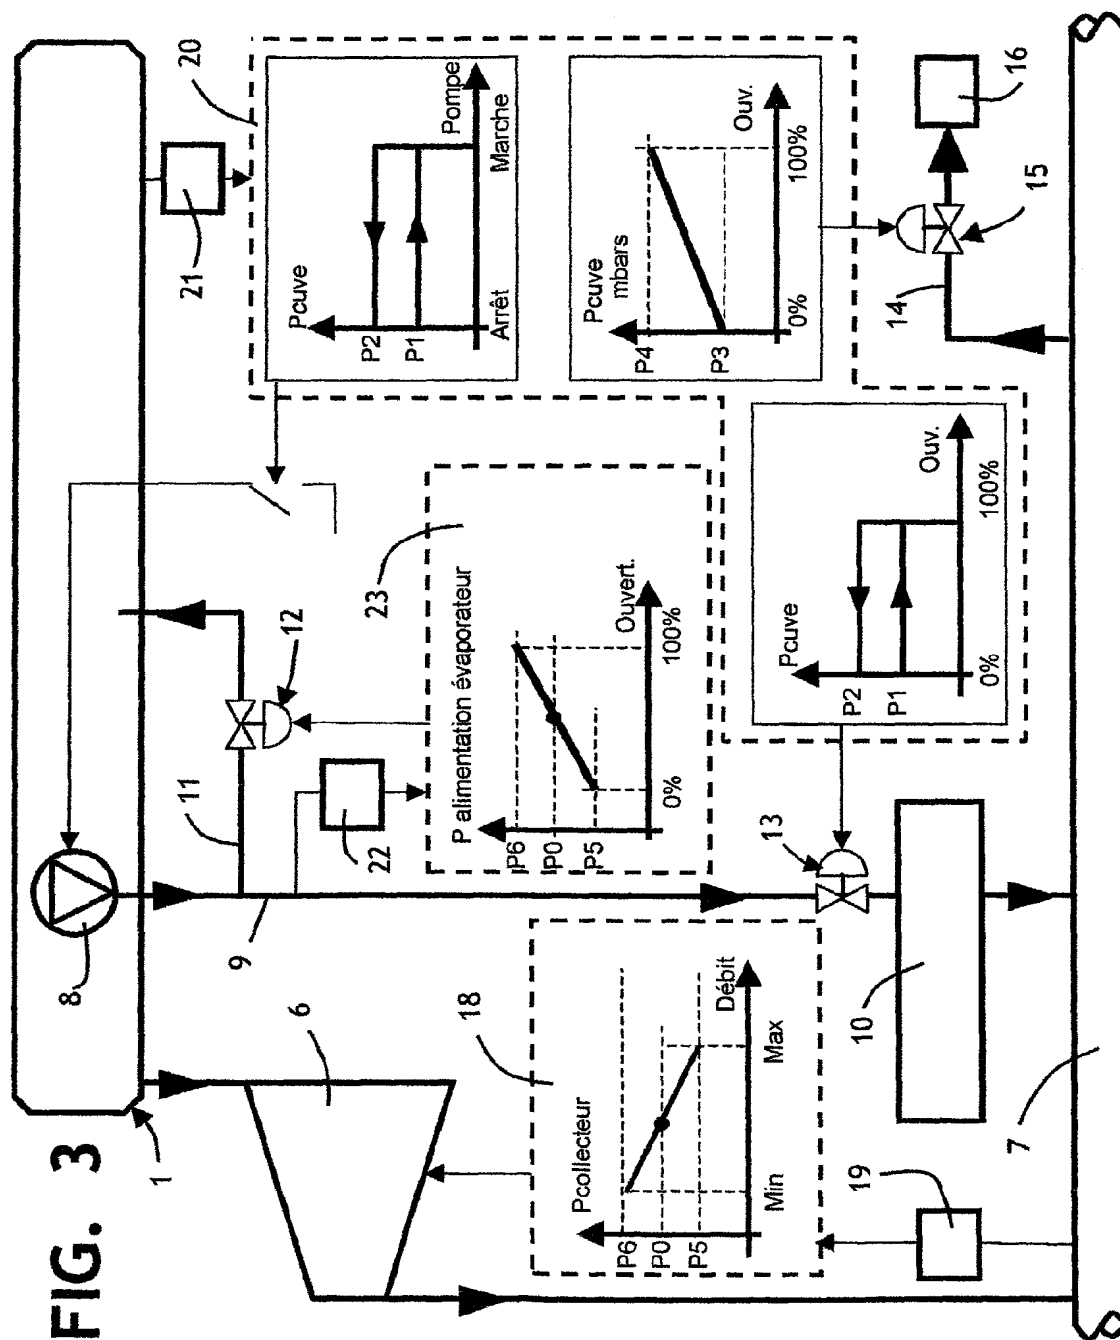 FIG. 3
1
8
6
9
11
12
22
23
P alimentation évaporateur
P6
P0
P5
0%
100%
Ouvert.
20
21
Pcuve
P2
P1
Arrêt
Marche
Pompe
Pcuve
mbars
P4
P3
0%
100%
Ouv.
18
Pcollecteur
P6
P0
P5
Min
Max
Débit
19
10
13
Pcuve
P2
P1
0%
100%
Ouv.
14
15
16
7